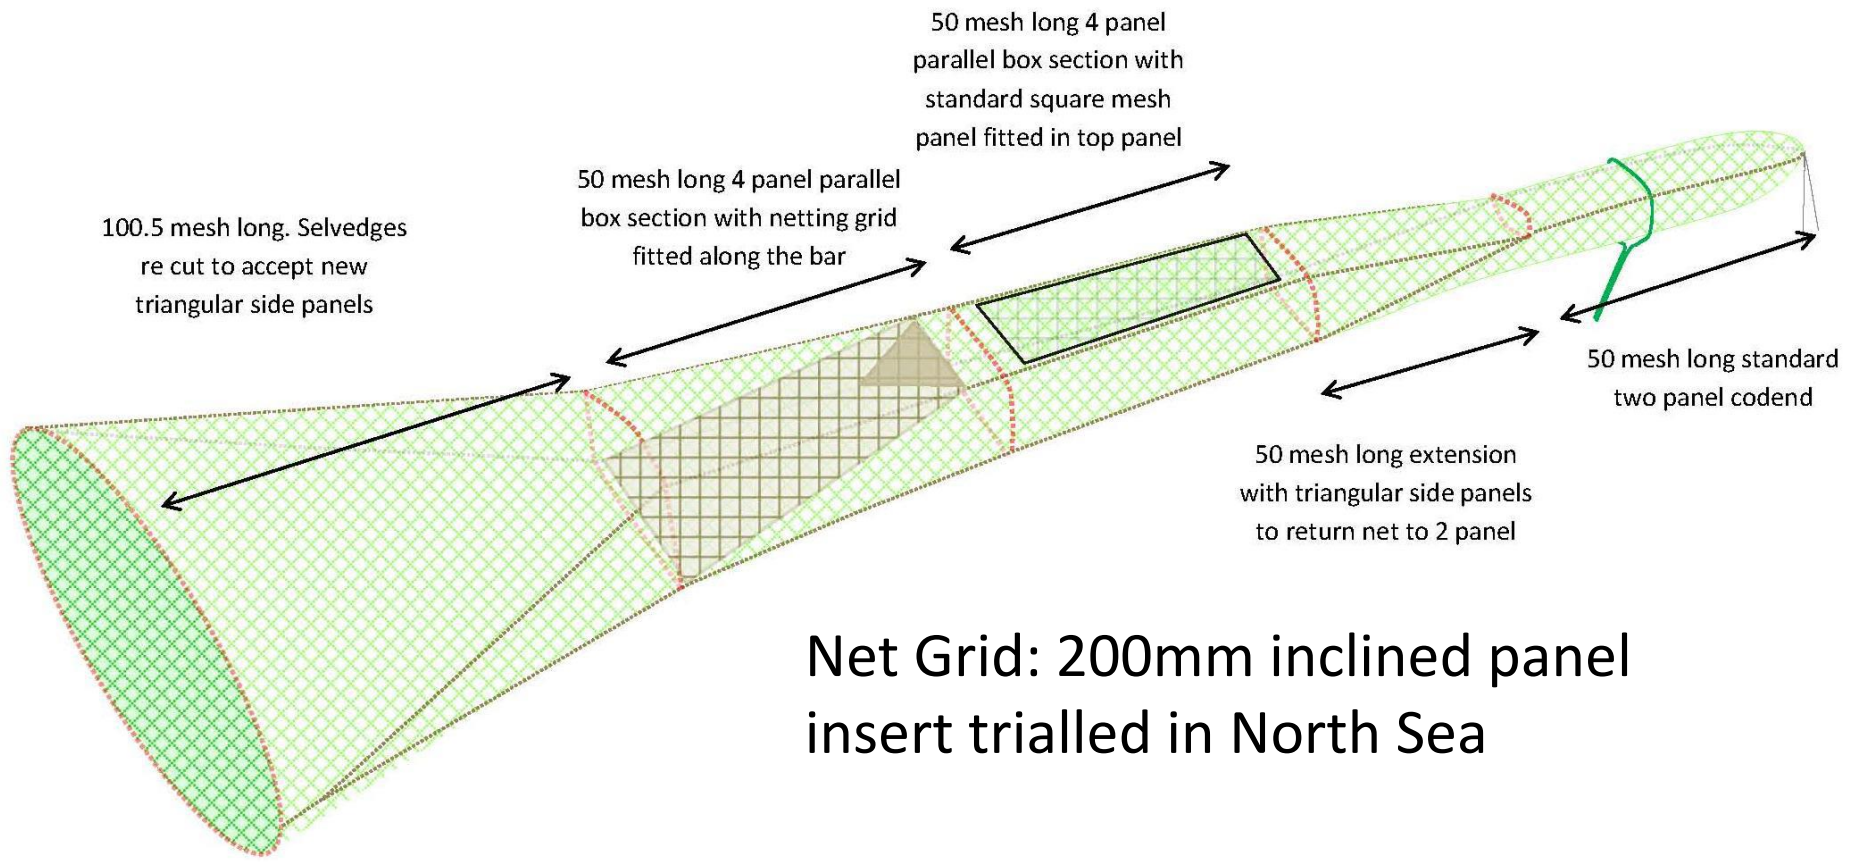 50 mesh long 4 panel
parallel box section with
standard square mesh
panel fitted in top panel
50 mesh long 4 panel parallel
box section with netting grid
fitted along the bar
100.5 mesh long. Selvedges
re cut to accept new
triangular side panels
50 mesh long standard
two panel codend
50 mesh long extension
with triangular side panels
to return net to 2 panel
Net Grid: 200mm inclined panel
insert trialled in North Sea